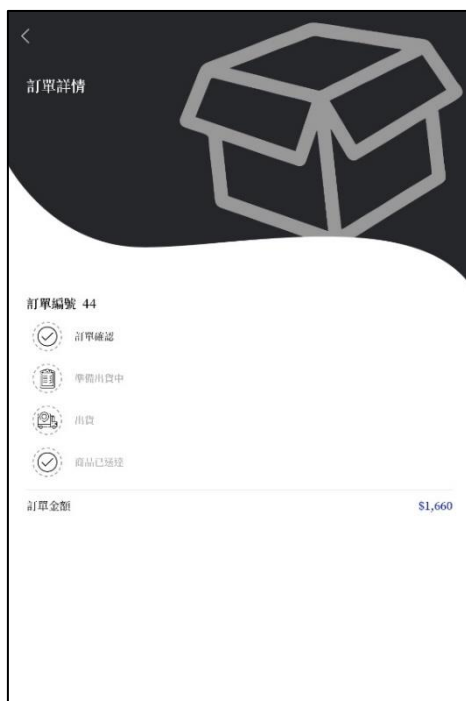 訂單詳情
訂單編號 44
訂單確認
準備出貨中
出貨
商品已送達
訂單金額 $1,660